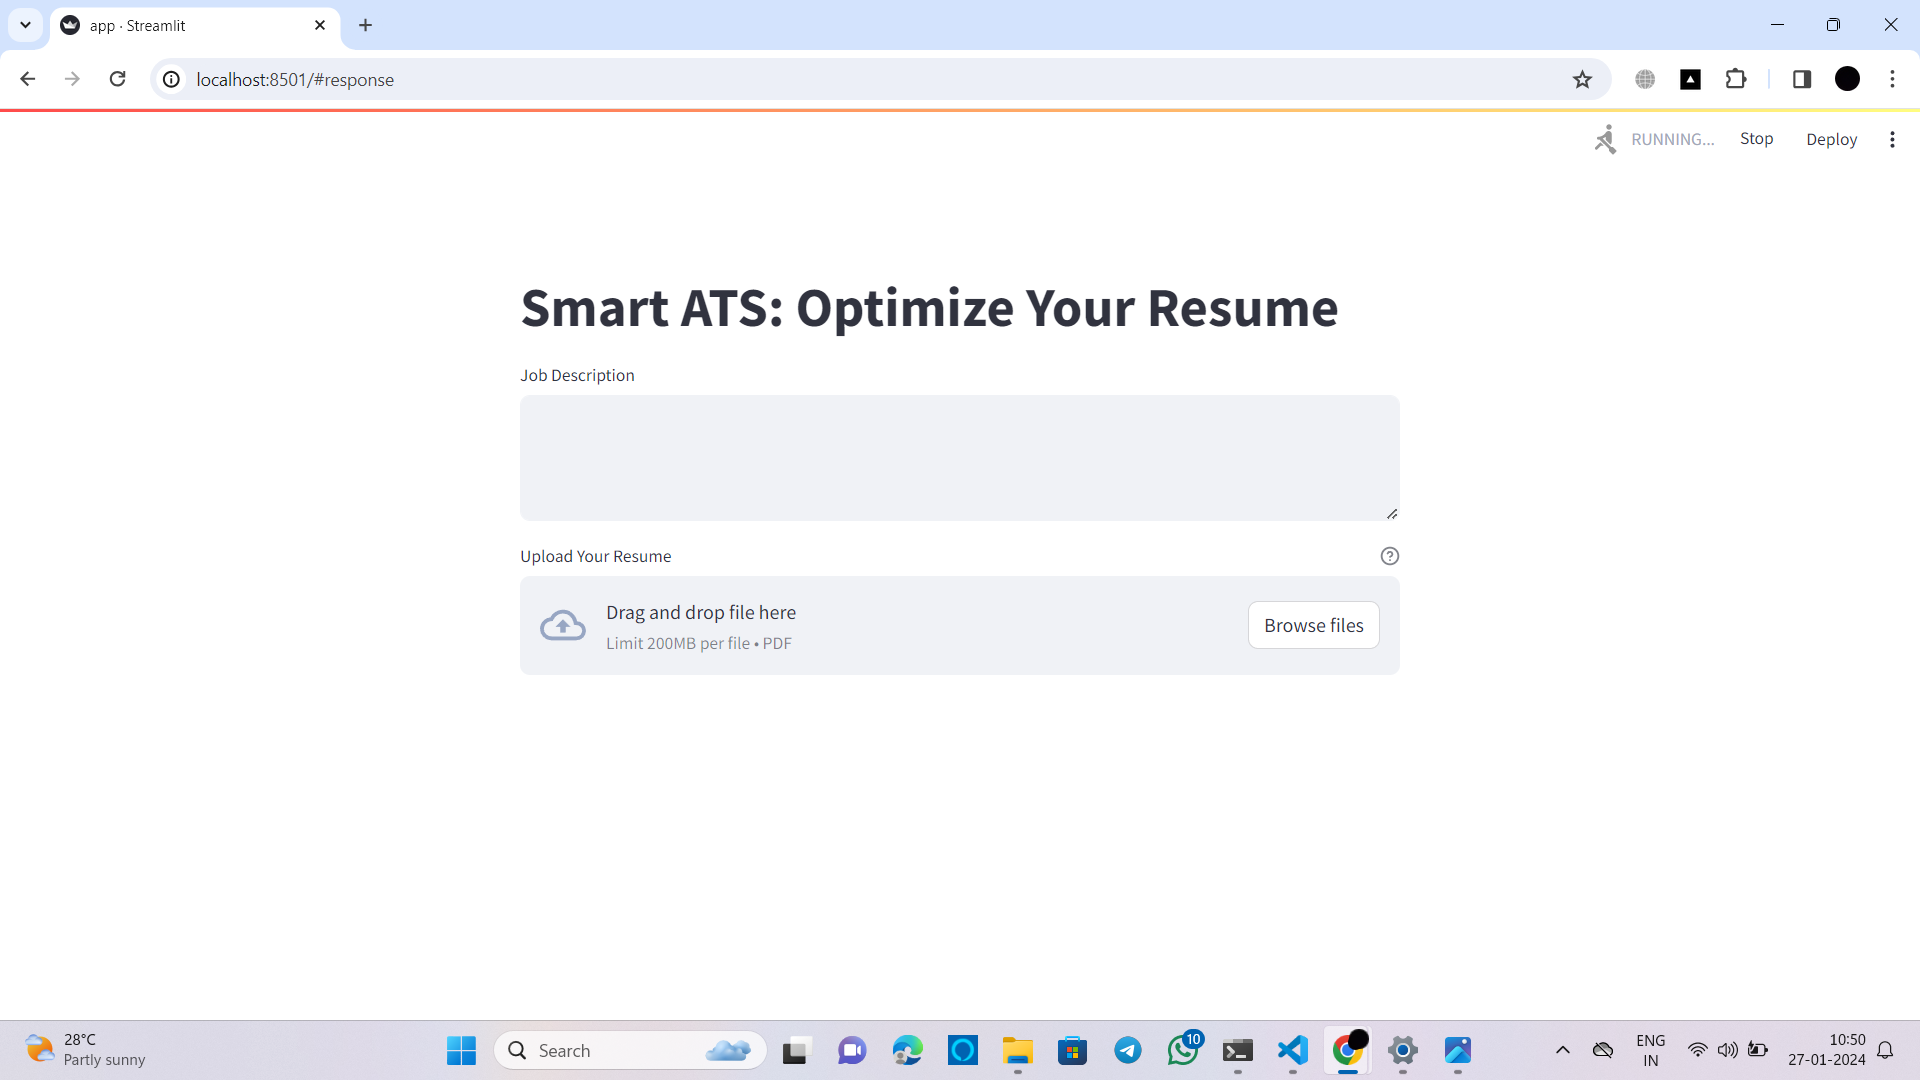 app · Streamlit
localhost:8501/#response
RUNNING...
Stop
Deploy
Smart ATS: Optimize Your Resume
Job Description
Upload Your Resume
Drag and drop file here
Limit 200MB per file • PDF
Browse files
28°C
Partly sunny
Search
10
ENG
IN
10:50
27-01-2024